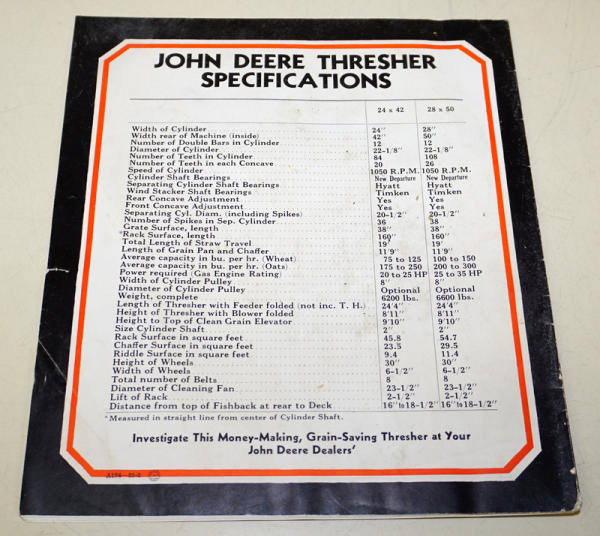 JOHN DEERE THRESHER
SPECIFICATIONS
24 x 42 28 x 50
Width of Cylinder 24" 28"
Width rear of Machine (inside) 42" 50"
Number of Double Bars in Cylinder 12 12
Diameter of Cylinder 22-1/8" 22-1/8"
Number of Teeth in Cylinder 84 108
Number of Teeth in each Concave 20 26
Speed of Cylinder 1050 R.P.M. 1050 R.P.M.
Cylinder Shaft Bearings New Departure New Departure
Separating Cylinder Shaft Bearings Hyatt Hyatt
Wind Stacker Shaft Bearings Timken Timken
Rear Concave Adjustment Yes Yes
Front Concave Adjustment Yes Yes
Separating Cyl. Diam. (including Spikes) 20-1/2" 20-1/2"
Number of Spikes in Sep. Cylinder 36 38
Grate Surface, length 38" 38"
*Rack Surface, length 160" 160"
Total Length of Straw Travel 19' 19'
Length of Grain Pan and Chaffer 11'9" 11'9"
Average capacity in bu. per hr. (Wheat) 75 to 125 100 to 150
Average capacity in bu. per hr. (Oats) 175 to 250 200 to 300
Power required (Gas Engine Rating) 20 to 25 HP 25 to 35 HP
Width of Cylinder Pulley 8" 8"
Diameter of Cylinder Pulley Optional Optional
Weight, complete 6200 lbs. 6600 lbs.
Length of Thresher with Feeder folded (not inc. T. H.) 24'4" 24'4"
Height of Thresher with Blower folded 8'11" 8'11"
Height to Top of Clean Grain Elevator 9'10" 9'10"
Size Cylinder Shaft 2" 2"
Rack Surface in square feet 45.8 54.7
Chaffer Surface in square feet 23.5 29.5
Riddle Surface in square feet 9.4 11.4
Height of Wheels 30" 30"
Width of Wheels 6-1/2" 6-1/2"
Total number of Belts 8 8
Diameter of Cleaning Fan 23-1/2" 23-1/2"
Lift of Rack 2-1/2" 2-1/2"
Distance from top of Fishback at rear to Deck 16" to 18-1/2" 16" to 18-1/2"
*Measured in straight line from center of Cylinder Shaft.
Investigate This Money-Making, Grain-Saving Thresher at Your
John Deere Dealers'